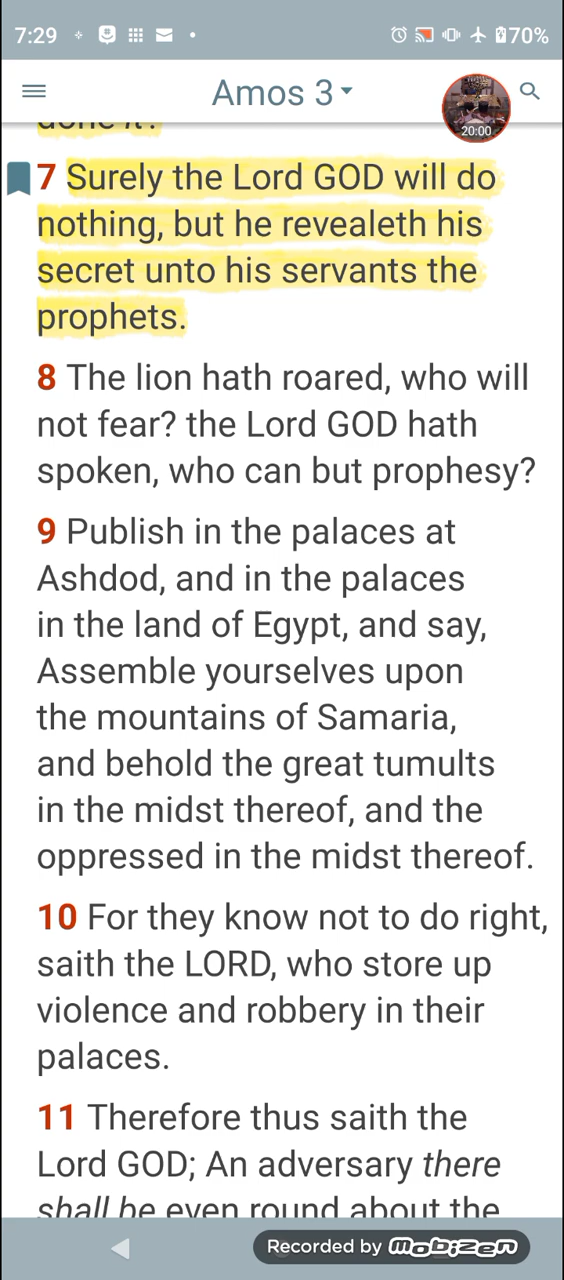 7:29
70%
Amos 3
20:00
done it?
7 Surely the Lord GOD will do
nothing, but he revealeth his
secret unto his servants the
prophets.
8 The lion hath roared, who will
not fear? the Lord GOD hath
spoken, who can but prophesy?
9 Publish in the palaces at
Ashdod, and in the palaces
in the land of Egypt, and say,
Assemble yourselves upon
the mountains of Samaria,
and behold the great tumults
in the midst thereof, and the
oppressed in the midst thereof.
10 For they know not to do right,
saith the LORD, who store up
violence and robbery in their
palaces.
11 Therefore thus saith the
Lord GOD; An adversary there
shall be even round about the
Recorded by mobizen